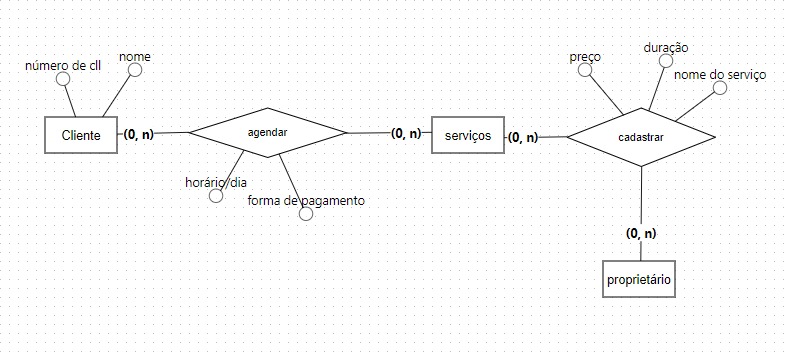 número de cll
nome
Cliente
(0, n)
agendar
horário/dia
forma de pagamento
(0, n)
serviços
(0, n)
preço
duração
nome do serviço
cadastrar
(0, n)
proprietário